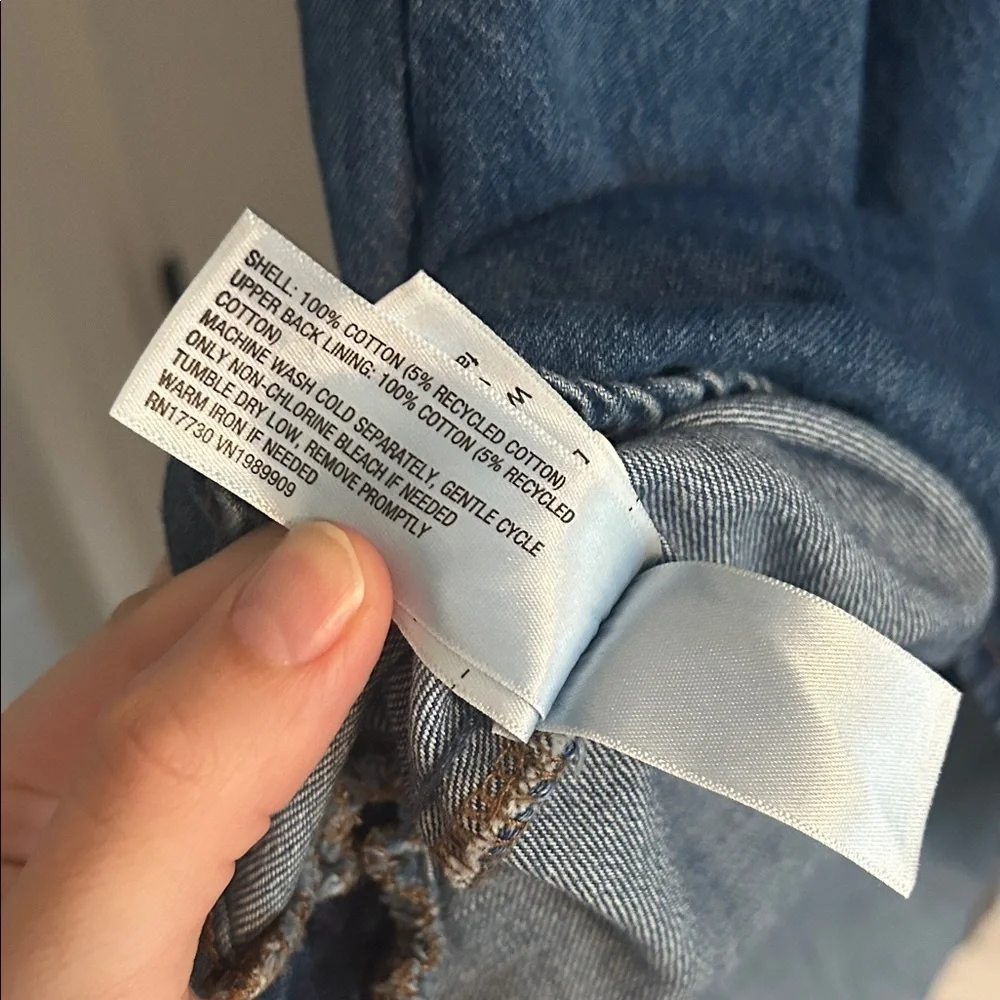 SHELL: 100% COTTON (5% RECYCLED COTTON)
UPPER BACK LINING: 100% COTTON (5% RECYCLED
COTTON)
MACHINE WASH COLD SEPARATELY, GENTLE CYCLE
ONLY NON-CHLORINE BLEACH IF NEEDED
TUMBLE DRY LOW, REMOVE PROMPTLY
WARM IRON IF NEEDED
RN17730 VN1989909
M